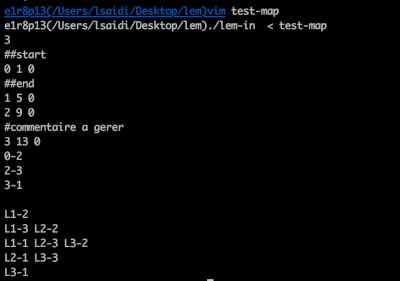 e1r8p13(/Users/lsaidi/Desktop/lem)vim test-map
e1r8p13(/Users/lsaidi/Desktop/lem)./lem-in  < test-map
3
##start
0 1 0
##end
1 5 0
2 9 0
#commentaire a gerer
3 13 0
0-2
2-3
3-1

L1-2
L1-3 L2-2
L1-1 L2-3 L3-2
L2-1 L3-3
L3-1